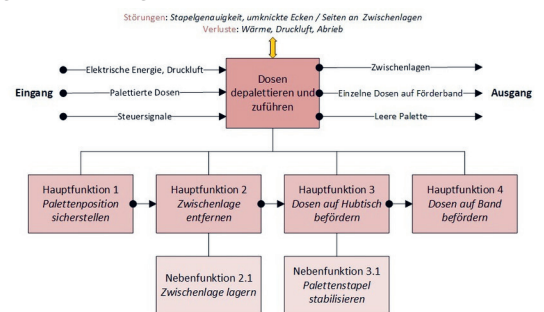 Störungen: Stapelgenauigkeit, umknickte Ecken / Seiten an Zwischenlagen
Verluste: Wärme, Druckluft, Abrieb
Eingang
Elektrische Energie, Druckluft
Palettierte Dosen
Steuersignale
Dosen
depalettieren und
zuführen
Zwischenlagen
Einzelne Dosen auf Förderband
Leere Palette
Ausgang
Hauptfunktion 1
Palettenposition
sicherstellen
Hauptfunktion 2
Zwischenlage
entfernen
Hauptfunktion 3
Dosen auf Hubtisch
befördern
Hauptfunktion 4
Dosen auf Band
befördern
Nebenfunktion 2.1
Zwischenlage lagern
Nebenfunktion 3.1
Palettenstapel
stabilisieren